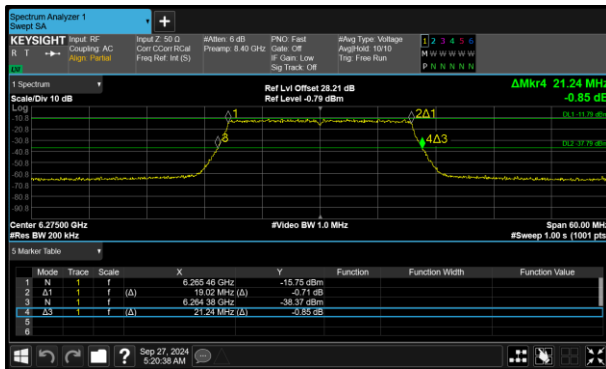 Spectrum Analyzer 1
Swept SA
+
KEYSIGHT Input: RF Input Z: 50 Ω #Atten: 6 dB PNO: Fast #Avg Type: Voltage 1 2 3 4 5 6
R T Coupling: AC Corr CCorr RCal Preamp: 8.40 GHz Gate: Off Avg|Hold: 10/10 M W W W W W
Align: Partial Freq Ref: Int (S) IF Gain: Low Trig: Free Run
Sig Track: Off P N N N N N
1 Spectrum Ref Lvl Offset 28.21 dB ΔMkr4 21.24 MHz
Scale/Div 10 dB Ref Level -0.79 dBm -0.85 dB
Log
-10.8 1 2Δ1 DL1 -11.79 dBm
-20.8
-30.8 3 4Δ3
-40.8 DL2 -37.79 dBm
-50.8
-60.8
-70.8
-80.8
-90.8
Center 6.27500 GHz #Video BW 1.0 MHz Span 60.00 MHz
#Res BW 200 kHz #Sweep 1.00 s (1001 pts)
5 Marker Table
Mode Trace Scale X Y Function Function Width Function Value
1 N 1 f 6.265 46 GHz -15.75 dBm
2 Δ1 1 f (Δ) 19.02 MHz (Δ) -0.71 dB
3 N 1 f 6.264 38 GHz -38.37 dBm
4 Δ3 1 f (Δ) 21.24 MHz (Δ) -0.85 dB
5
6
? Sep 27, 2024
5:20:38 AM